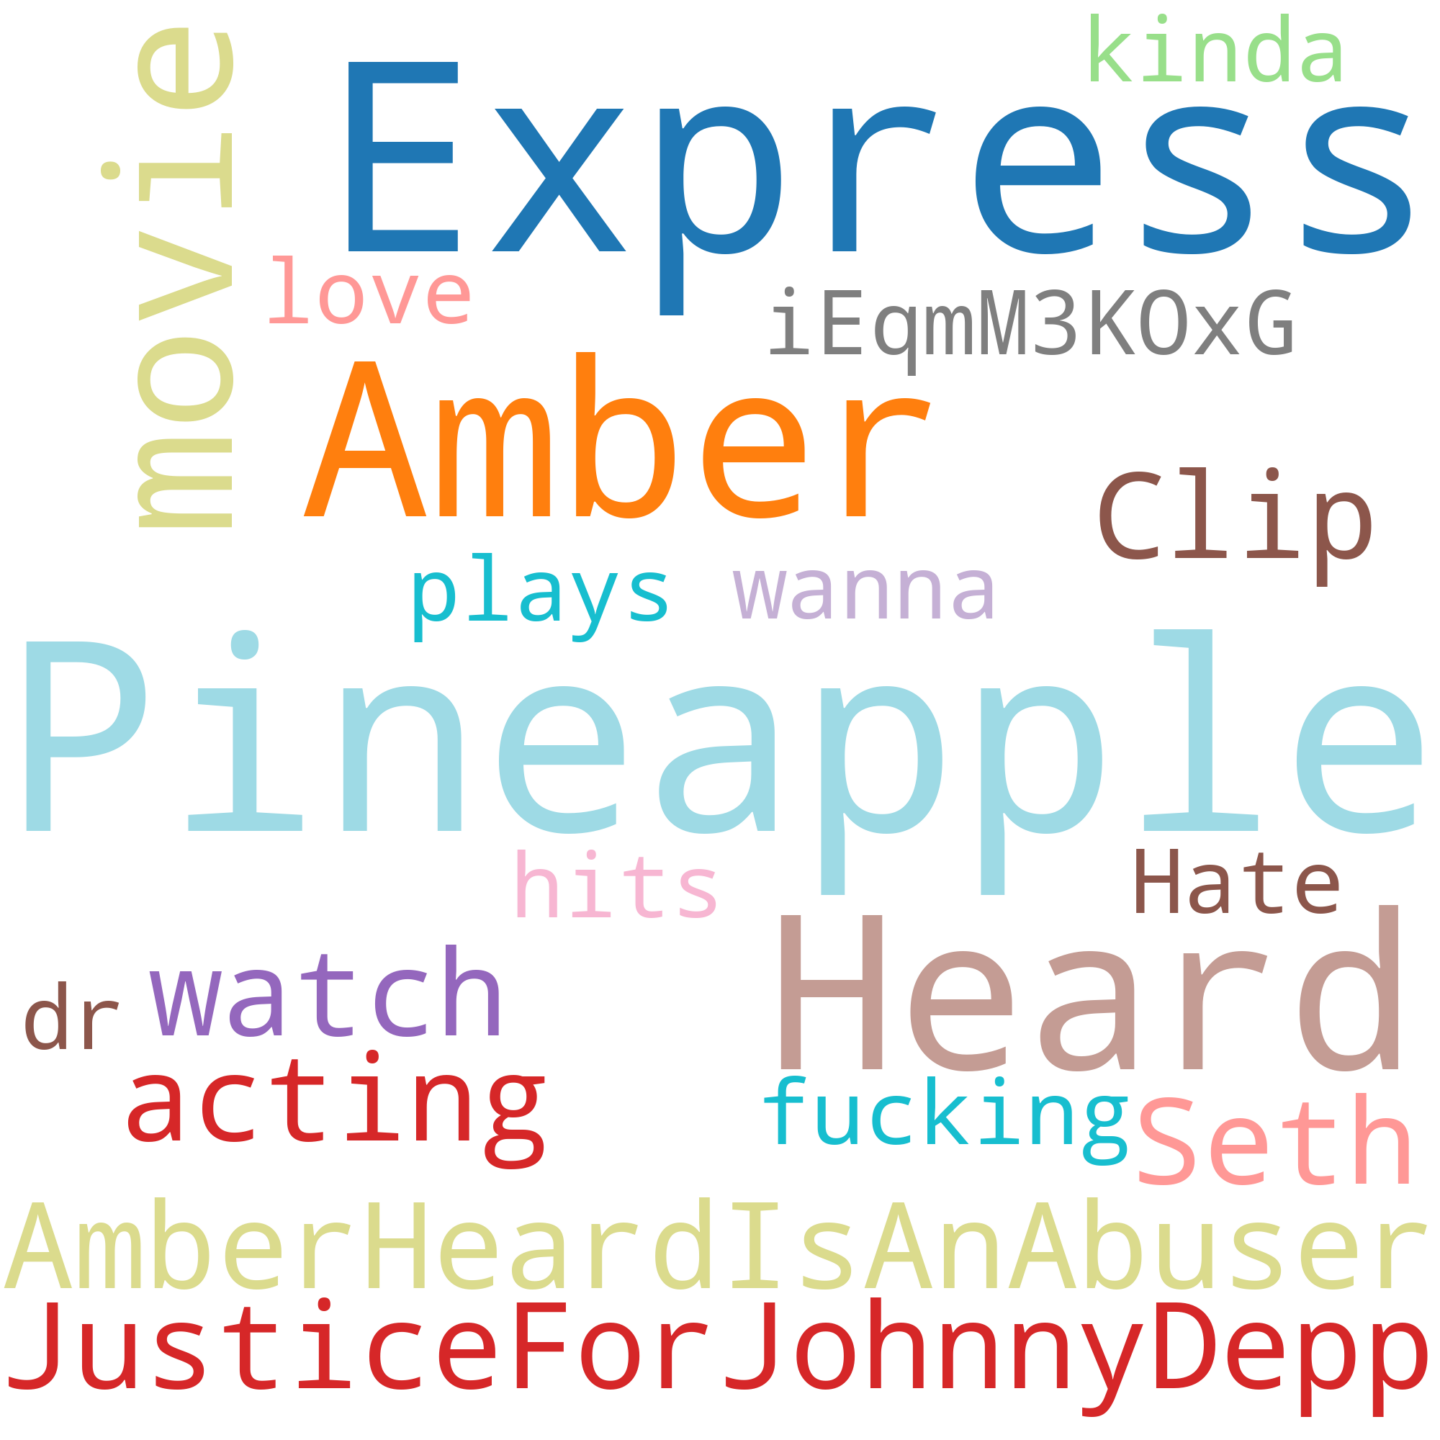 kinda
Express
movie
love
iEqmM3KOxG
Amber
Clip
plays wanna
Pineapple
hits
Hate
Heard
dr watch
acting
fucking
Seth
AmberHeardIsAnAbuser
JusticeForJohnnyDepp